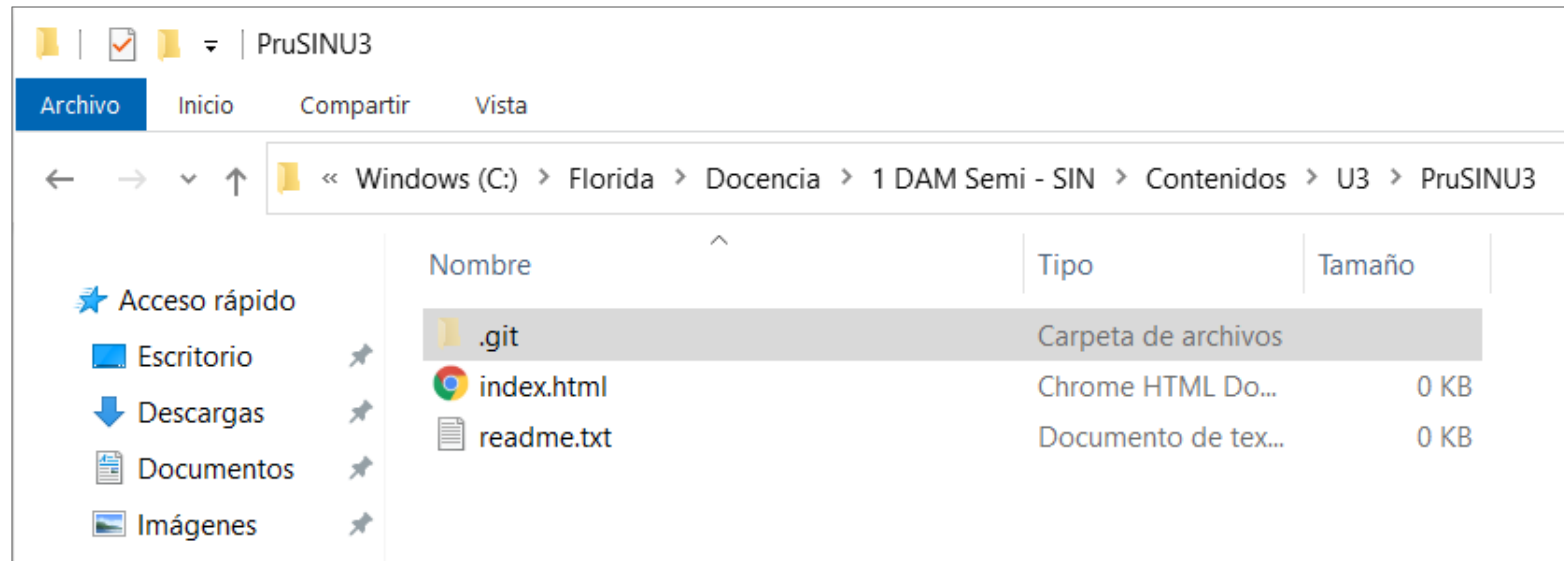 PruSINU3
Archivo Inicio Compartir Vista
« Windows (C:) > Florida > Docencia > 1 DAM Semi - SIN > Contenidos > U3 > PruSINU3
Nombre Tipo Tamaño
Acceso rápido
.git Carpeta de archivos
Escritorio
index.html Chrome HTML Do... 0 KB
Descargas
readme.txt Documento de tex... 0 KB
Documentos
Imágenes